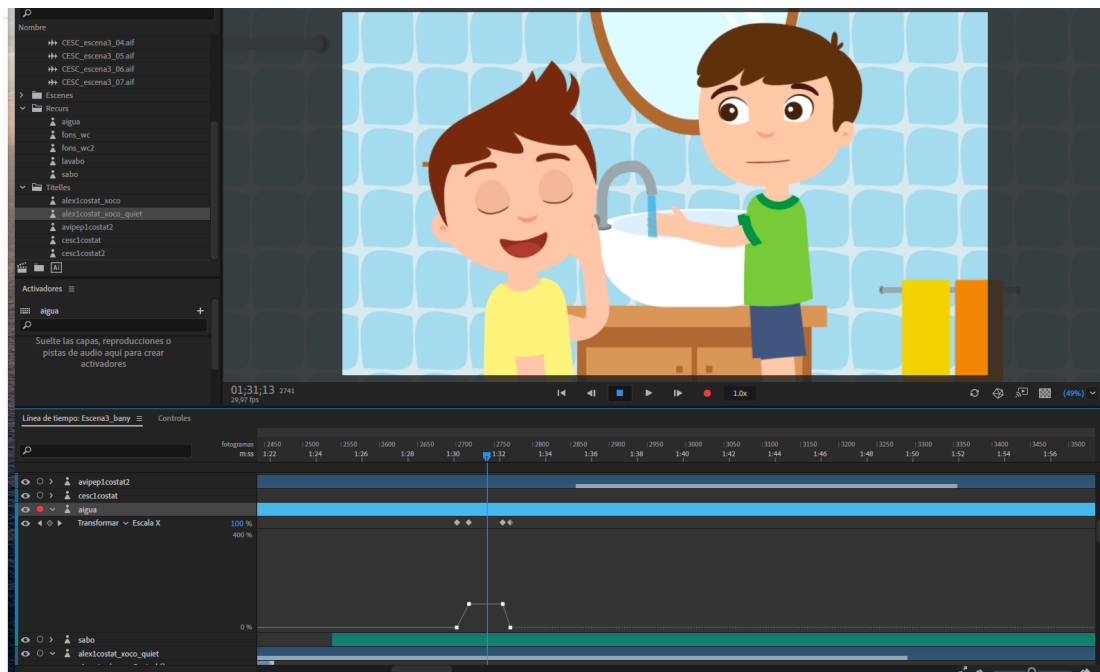 Nombre
CESC_escena3_04.aif
CESC_escena3_05.aif
CESC_escena3_06.aif
CESC_escena3_07.aif
Escenes
Recurs
aigua
fons_wc
fons_wc2
lavabo
sabo
Titelles
alex1costat_xoco
alex1costat_xoco_quiet
avipep1costat2
cesc1costat
cesc1costat2
Ai
Activadores
aigua
Suelte las capas, reproducciones o
pistas de audio aquí para crear
activadores
01;31;13 2741
29,97 fps
1.0x
(49%)
Línea de tiempo: Escena3_bany Controles
fotogramas 2450 2500 2550 2600 2650 2700 2750 2800 2850 2900 2950 3000 3050 3100 3150 3200 3250 3300 3350 3400 3450 3500
m:ss 1:22 1:24 1:26 1:28 1:30 1:32 1:34 1:36 1:38 1:40 1:42 1:44 1:46 1:48 1:50 1:52 1:54 1:56
avipep1costat2
cesc1costat
aigua
Transformar Escala X 100 %
400 %
0 %
sabo
alex1costat_xoco_quiet